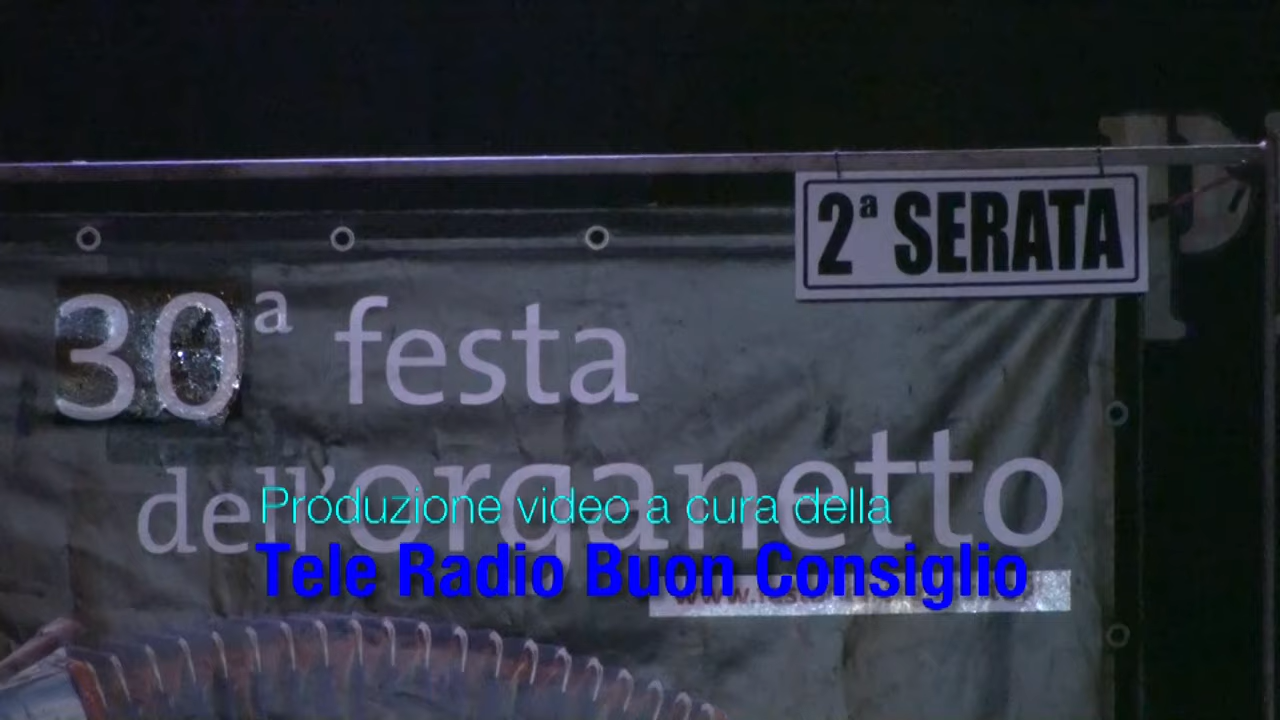 2ª SERATA
30ª festa
dell'organetto
Produzione video a cura della
Tele Radio Buon Consiglio